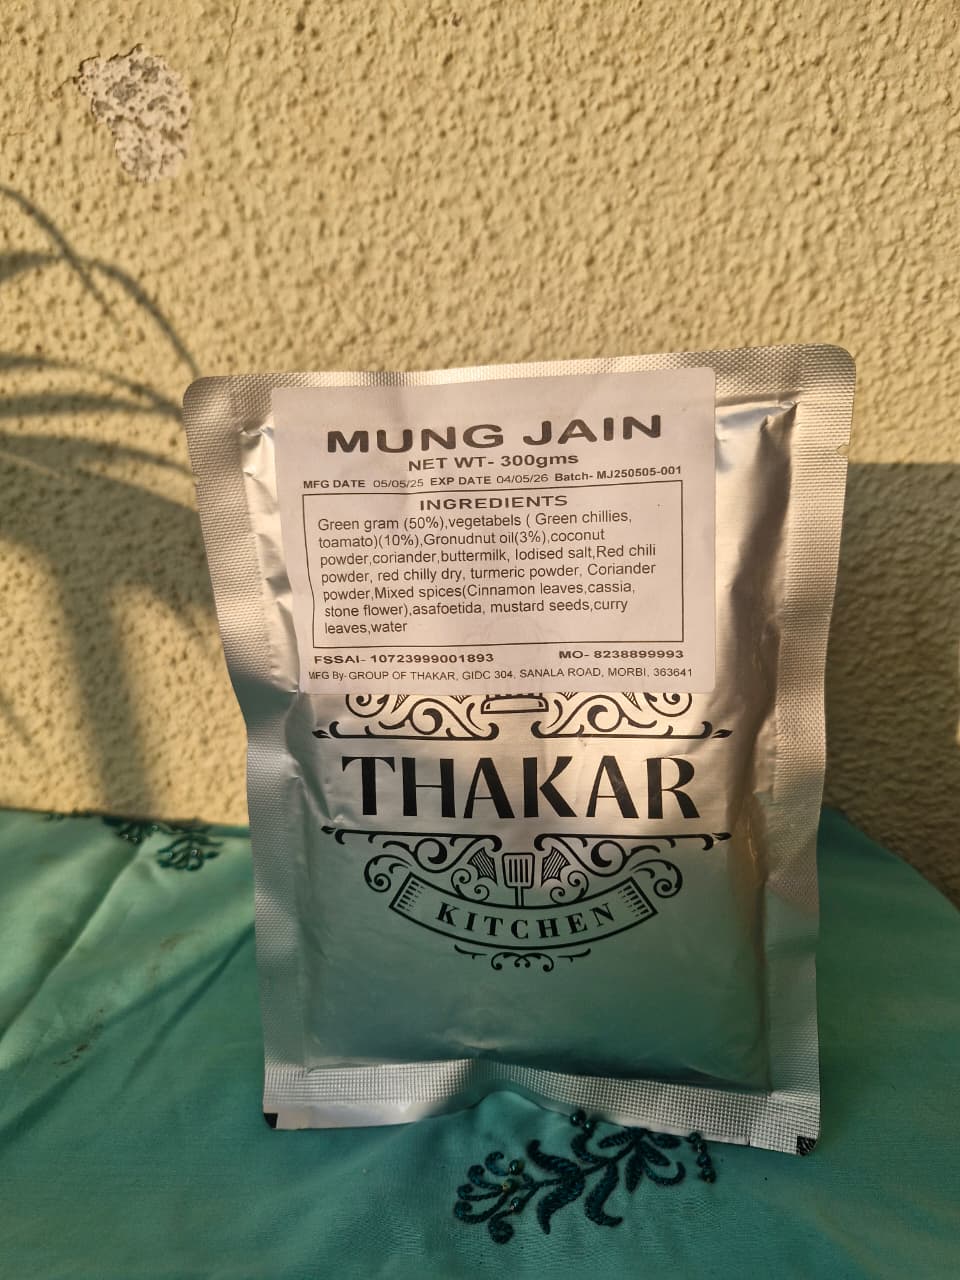 MUNG JAIN
NET WT- 300gms
MFG DATE 05/05/25 EXP DATE 04/05/26 Batch- MJ250505-001
INGREDIENTS
Green gram (50%),vegetabels ( Green chillies,
toamato)(10%),Gronudnut oil(3%),coconut
powder,coriander,buttermilk, Iodised salt,Red chili
powder, red chilly dry, turmeric powder, Coriander
powder,Mixed spices(Cinnamon leaves,cassia,
stone flower),asafoetida, mustard seeds,curry
leaves,water
FSSAI- 10723999001893 MO- 8238899993
MFG By- GROUP OF THAKAR, GIDC 304, SANALA ROAD, MORBI, 363641
THAKAR
KITCHEN